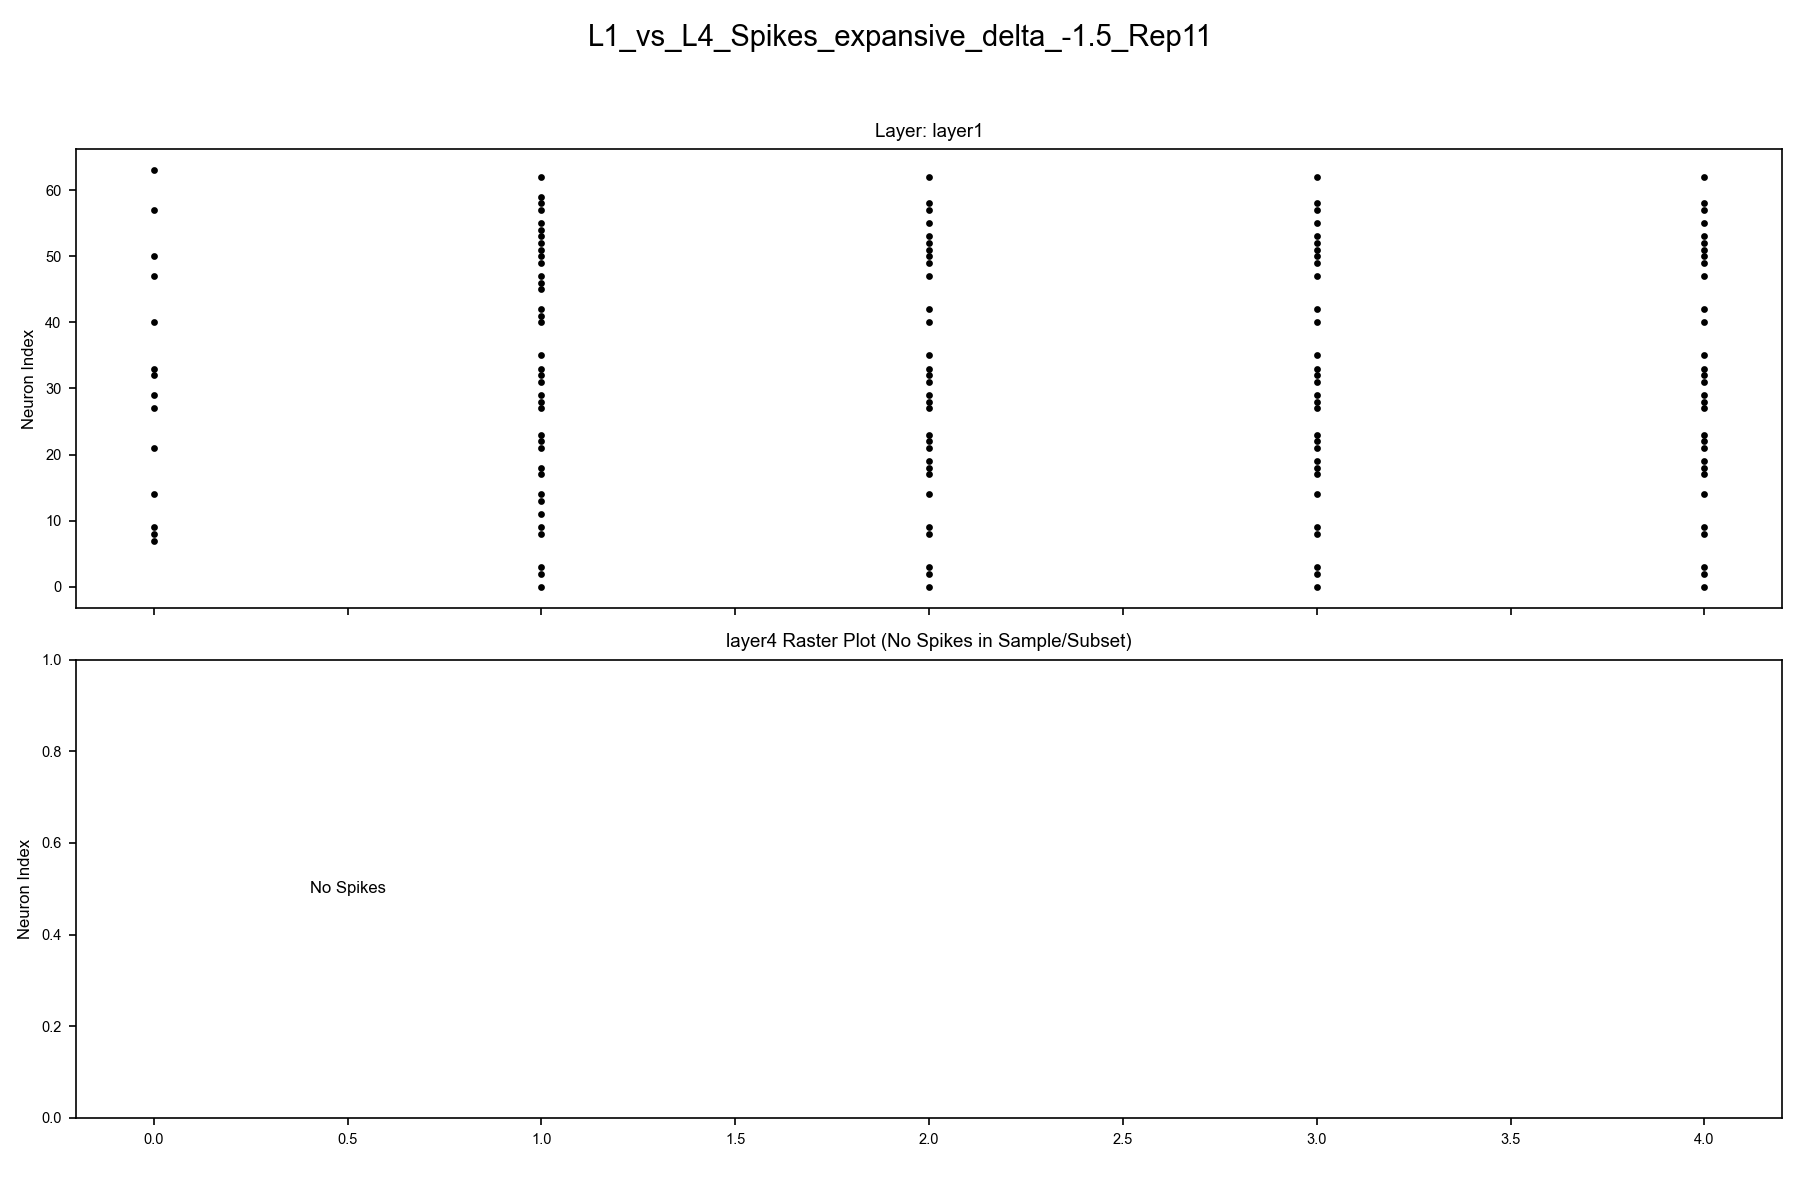 L1_vs_L4_Spikes_expansive_delta_-1.5_Rep11
Layer: layer1
Neuron Index
60
50
40
30
20
10
0
layer4 Raster Plot (No Spikes in Sample/Subset)
Neuron Index
1.0
0.8
0.6
0.4
0.2
0.0
No Spikes
0.0 0.5 1.0 1.5 2.0 2.5 3.0 3.5 4.0